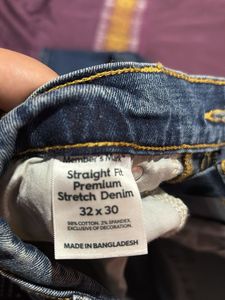 Member's Mark
Straight Fit
Premium
Stretch Denim
32 x 30
98% COTTON, 2% SPANDEX
EXCLUSIVE OF DECORATION.
MADE IN BANGLADESH